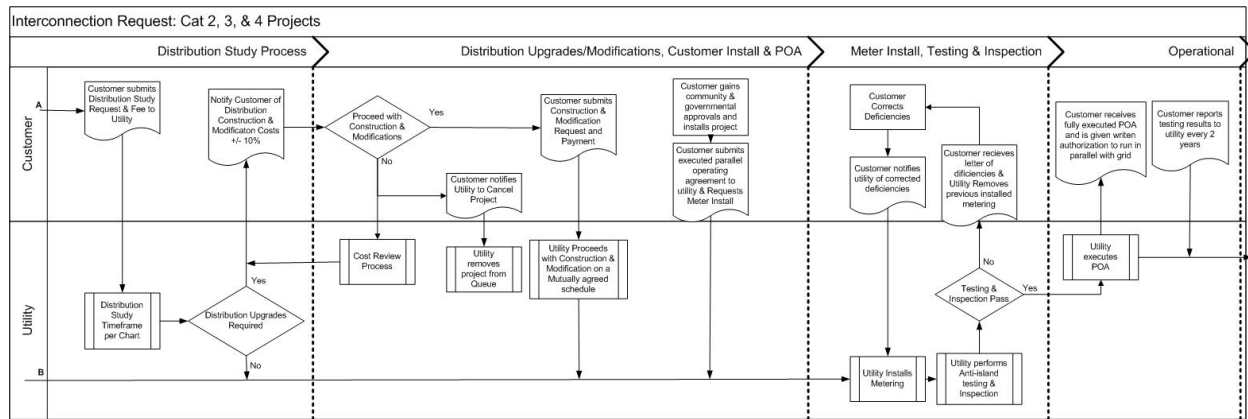 Interconnection Request: Cat 2, 3, & 4 Projects
Distribution Study Process
Distribution Upgrades/Modifications, Customer Install & POA
Meter Install, Testing & Inspection
Operational
Customer
A
Customer submits
Distribution Study
Request & Fee to
Utility
Notify Customer of
Distribution
Construction &
Modificaton Costs
+/- 10%
Proceed with
Construction &
Modifications
Yes
No
Customer submits
Construction &
Modification
Request and
Payment
Customer notifies
Utility to Cancel
Project
Customer gains
community &
governmental
approvals and
installs project
Customer submits
executed parallel
operating
agreement to
utility & Requests
Meter Install
Customer
Corrects
Deficiencies
Customer notifies
utility of corrected
deficiencies
Customer recieves
letter of
dificiencies &
Utility Removes
previous installed
metering
Customer receives
fully executed POA
and is given writen
authorization to run in
parallel with grid
Customer reports
testing results to
utility every 2
years
Utility
Distribution
Study
Timeframe
per Chart
Yes
Distribution Upgrades
Required
No
Cost Review
Process
Utility
removes
project from
Queue
Utility Proceeds
with Construction &
Modification on a
Mutually agreed
schedule
No
Testing &
Inspection Pass
Yes
Utility
executes
POA
B
Utility Installs
Metering
Utility performs
Anti-island
testing &
Inspection